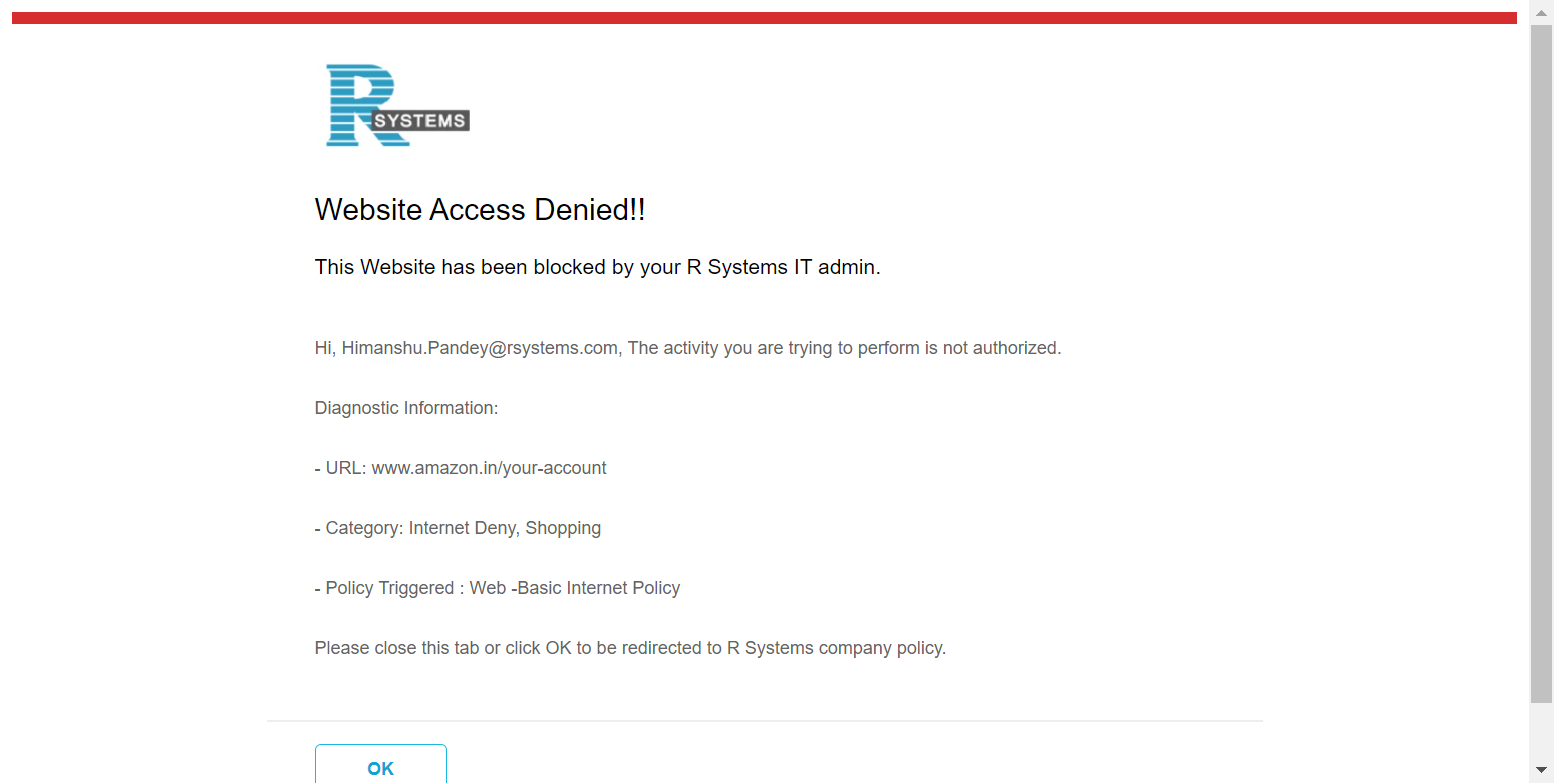 R
SYSTEMS
Website Access Denied!!
This Website has been blocked by your R Systems IT admin.
Hi, Himanshu.Pandey@rsystems.com, The activity you are trying to perform is not authorized.
Diagnostic Information:
- URL: www.amazon.in/your-account
- Category: Internet Deny, Shopping
- Policy Triggered : Web -Basic Internet Policy
Please close this tab or click OK to be redirected to R Systems company policy.
OK